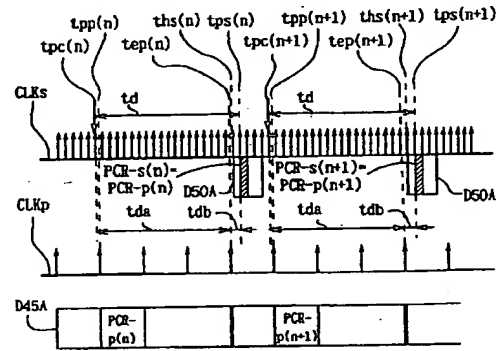 ths(n) tps(n) tpp(n+1) ths(n+1) tps(n+1)
tpp(n)
tpc(n) tep(n) tpc(n+1) tep(n+1)
td td
CLKs
PCR-s(n)= PCR-s(n+1)=
PCR-p(n) PCR-p(n+1)
D50A D50A
tda tdb tda tdb
CLKp
D45A
PCR- PCR-
p(n) p(n+1)